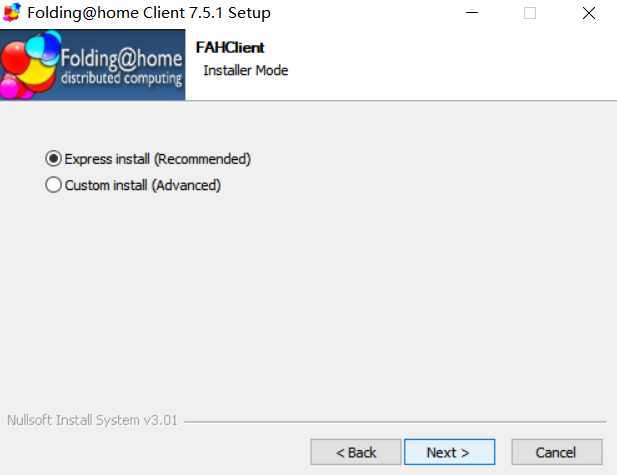 Folding@home Client 7.5.1 Setup
Folding@home
distributed computing
FAHClient
Installer Mode
Express install (Recommended)
Custom install (Advanced)
Nullsoft Install System v3.01
< Back
Next >
Cancel